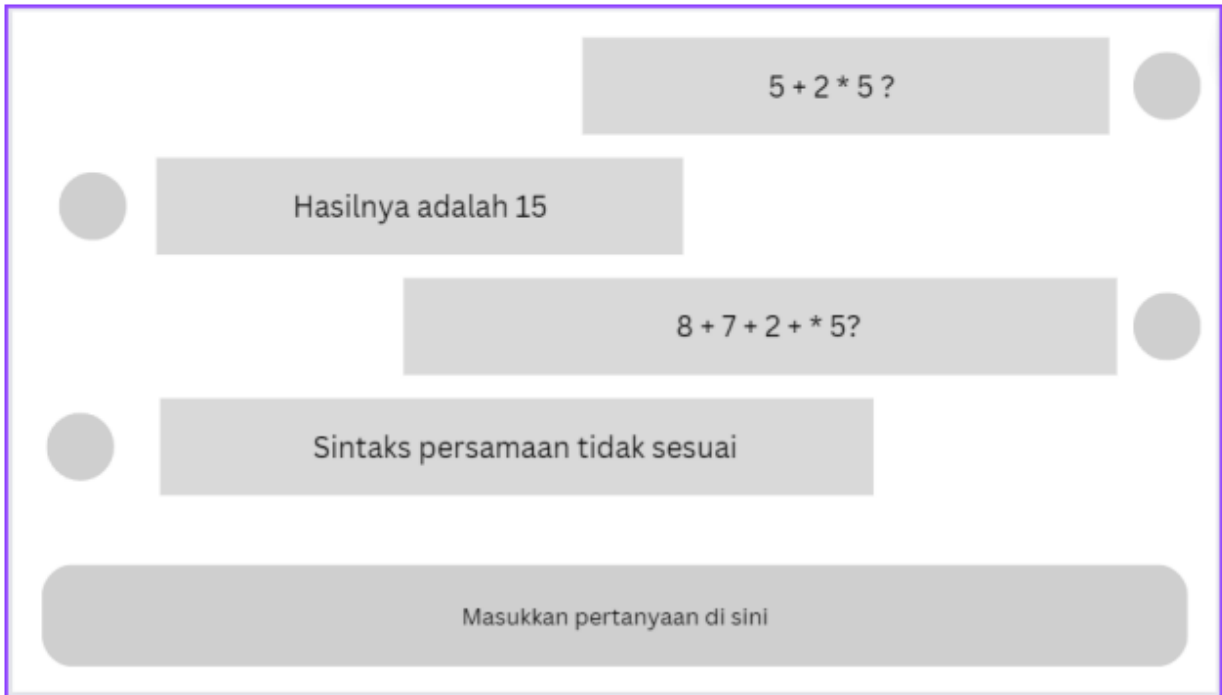 5 + 2 * 5 ?
Hasilnya adalah 15
8 + 7 + 2 + * 5?
Sintaks persamaan tidak sesuai
Masukkan pertanyaan di sini